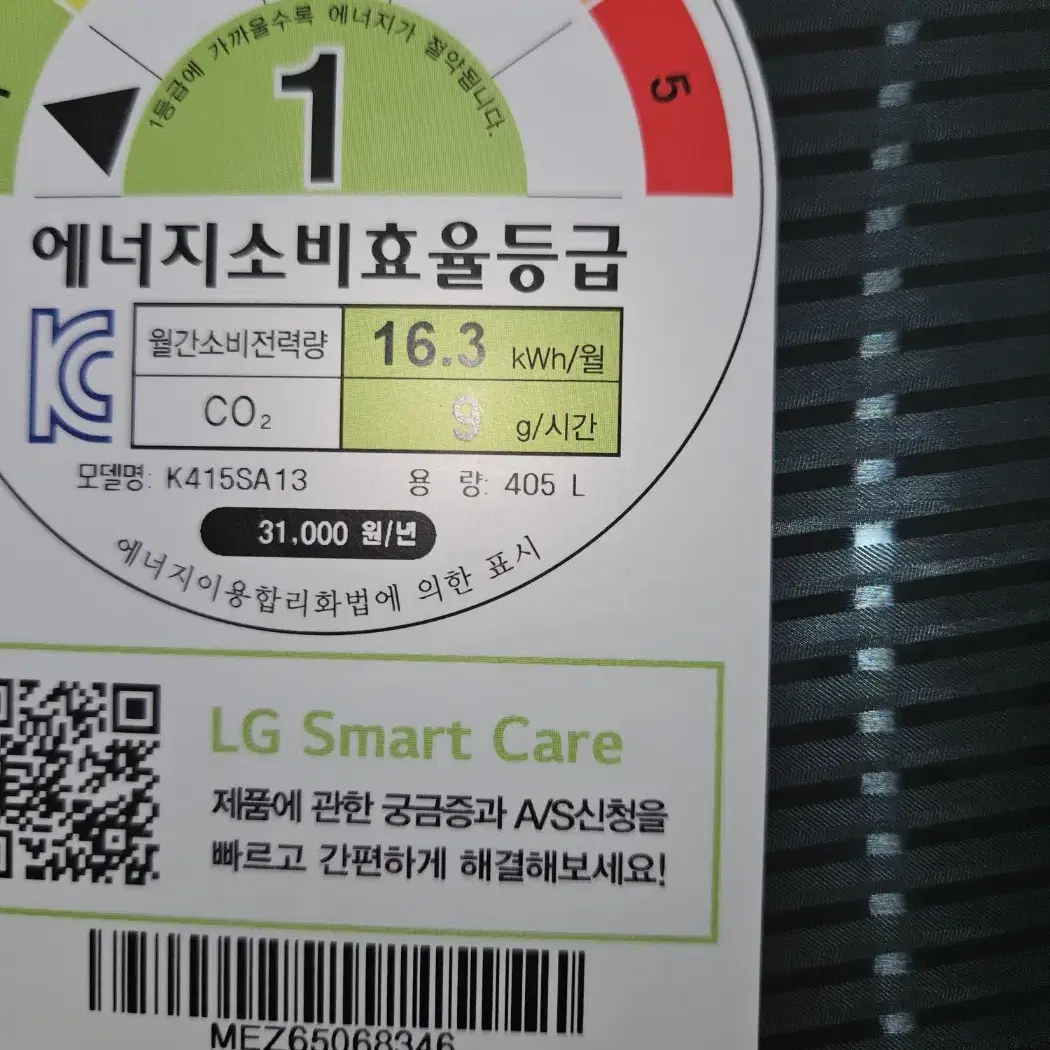 1등급에 가까울수록 에너지가 절약됩니다.
1
5
에너지소비효율등급
월간소비전력량 16.3 kWh/월
CO₂ 9 g/시간
모델명: K415SA13 용 량: 405 L
31,000 원/년
에너지이용합리화법에 의한 표시
LG Smart Care
제품에 관한 궁금증과 A/S신청을
빠르고 간편하게 해결해보세요!
MEZ65068346